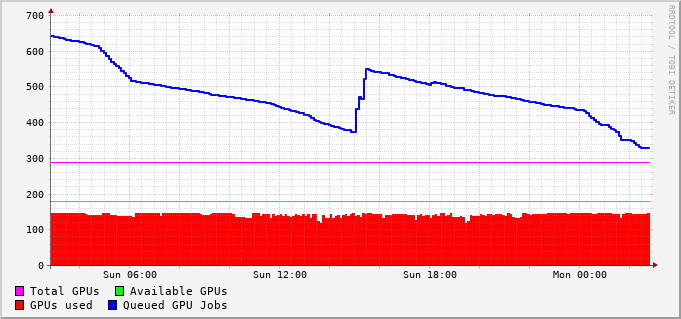 700
600
500
400
300
200
100
0
Sun 06:00 Sun 12:00 Sun 18:00 Mon 00:00
Total GPUs Available GPUs
GPUs used Queued GPU Jobs
RRDTOOL / TOBI OETIKER